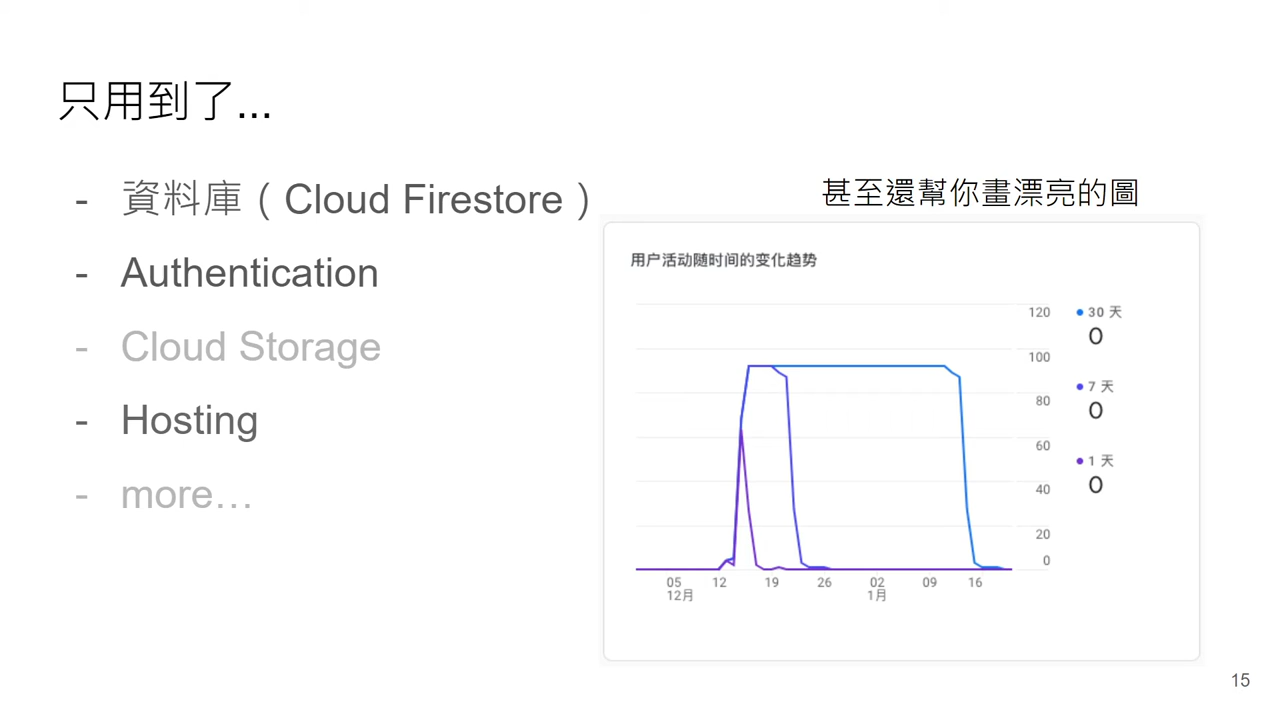 只用到了...
- 資料庫（Cloud Firestore）
- Authentication
- Cloud Storage
- Hosting
- more…
甚至還幫你畫漂亮的圖
用户活动随时间的变化趋势
120
100
80
60
40
20
0
30 天
0
7 天
0
1 天
0
05 12 19 26 02 09 16
12月 1月
15